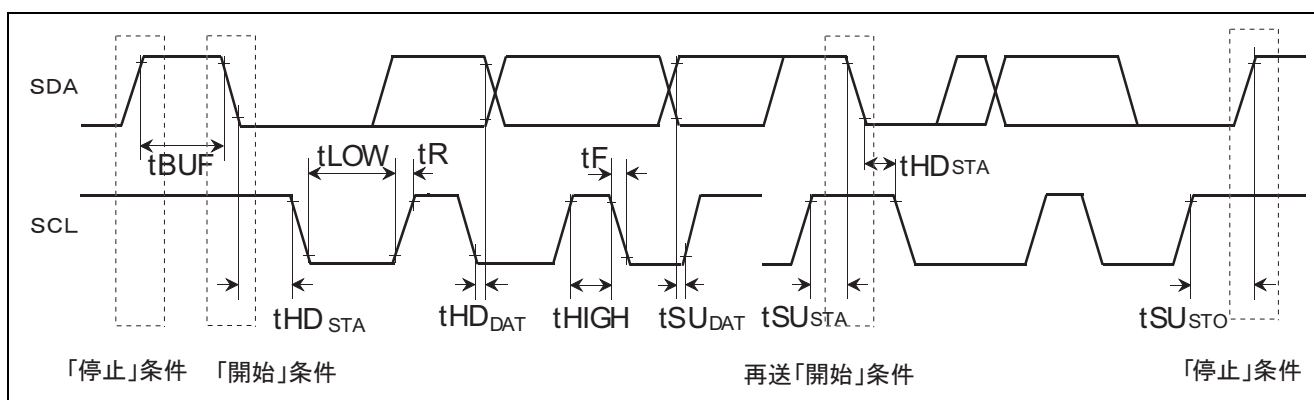 SDA
tBUF
tLOW
tR
tF
tHDSTA
SCL
tHD STA
tHDDAT
tHIGH
tSUDAT
tSUSTA
tSUSTO
「停止」条件
「開始」条件
再送「開始」条件
「停止」条件